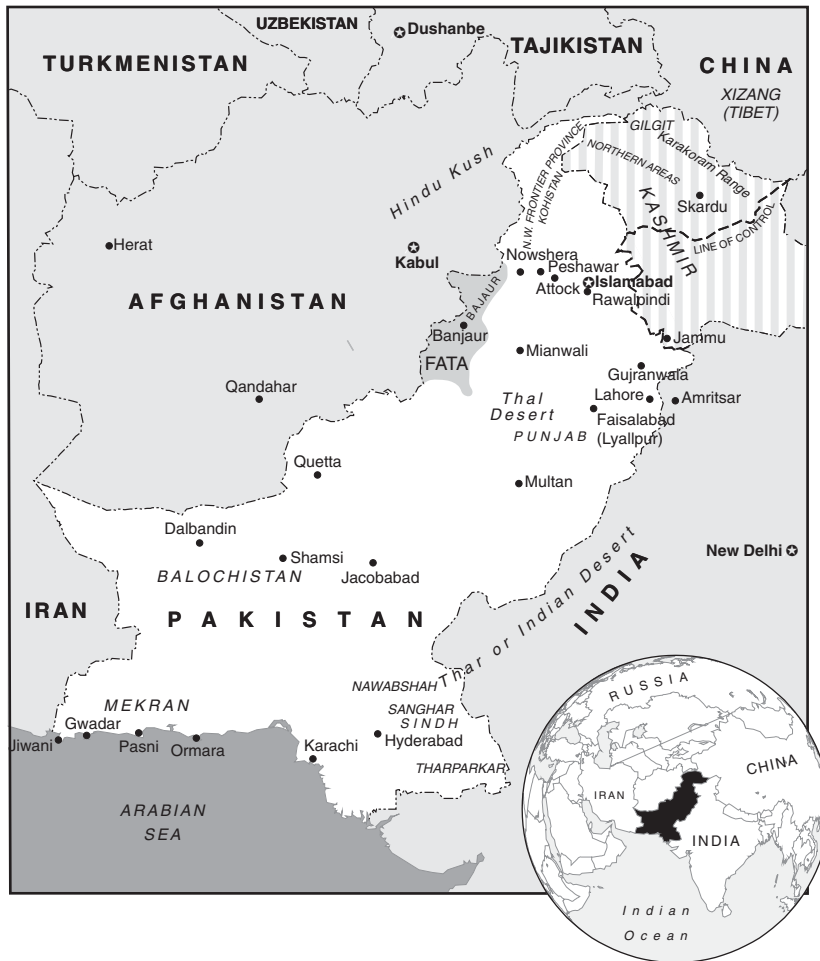 UZBEKISTAN
Dushanbe
TAJIKISTAN
TURKMENISTAN
CHINA
XIZANG
(TIBET)
GILGIT
Karakoram Range
NORTHERN AREAS
N.W. FRONTIER PROVINCE
KOHISTAN
Hindu Kush
KASHMIR
Skardu
LINE OF CONTROL
Herat
Kabul
Nowshera
Peshawar
Attock
Islamabad
Rawalpindi
AFGHANISTAN
BAJAUR
Banjaur
FATA
Mianwali
Jammu
Gujranwala
Qandahar
Thal
Desert
Lahore
Amritsar
Faisalabad
(Lyallpur)
PUNJAB
Quetta
Multan
Dalbandin
Shamsi
Jacobabad
BALOCHISTAN
New Delhi
Thar or Indian Desert
INDIA
IRAN
PAKISTAN
NAWABSHAH
MEKRAN
SANGHAR
SINDH
Gwadar
Jiwani
Pasni
Ormara
Karachi
Hyderabad
THARPARKAR
ARABIAN
SEA
RUSSIA
CHINA
IRAN
INDIA
Indian
Ocean